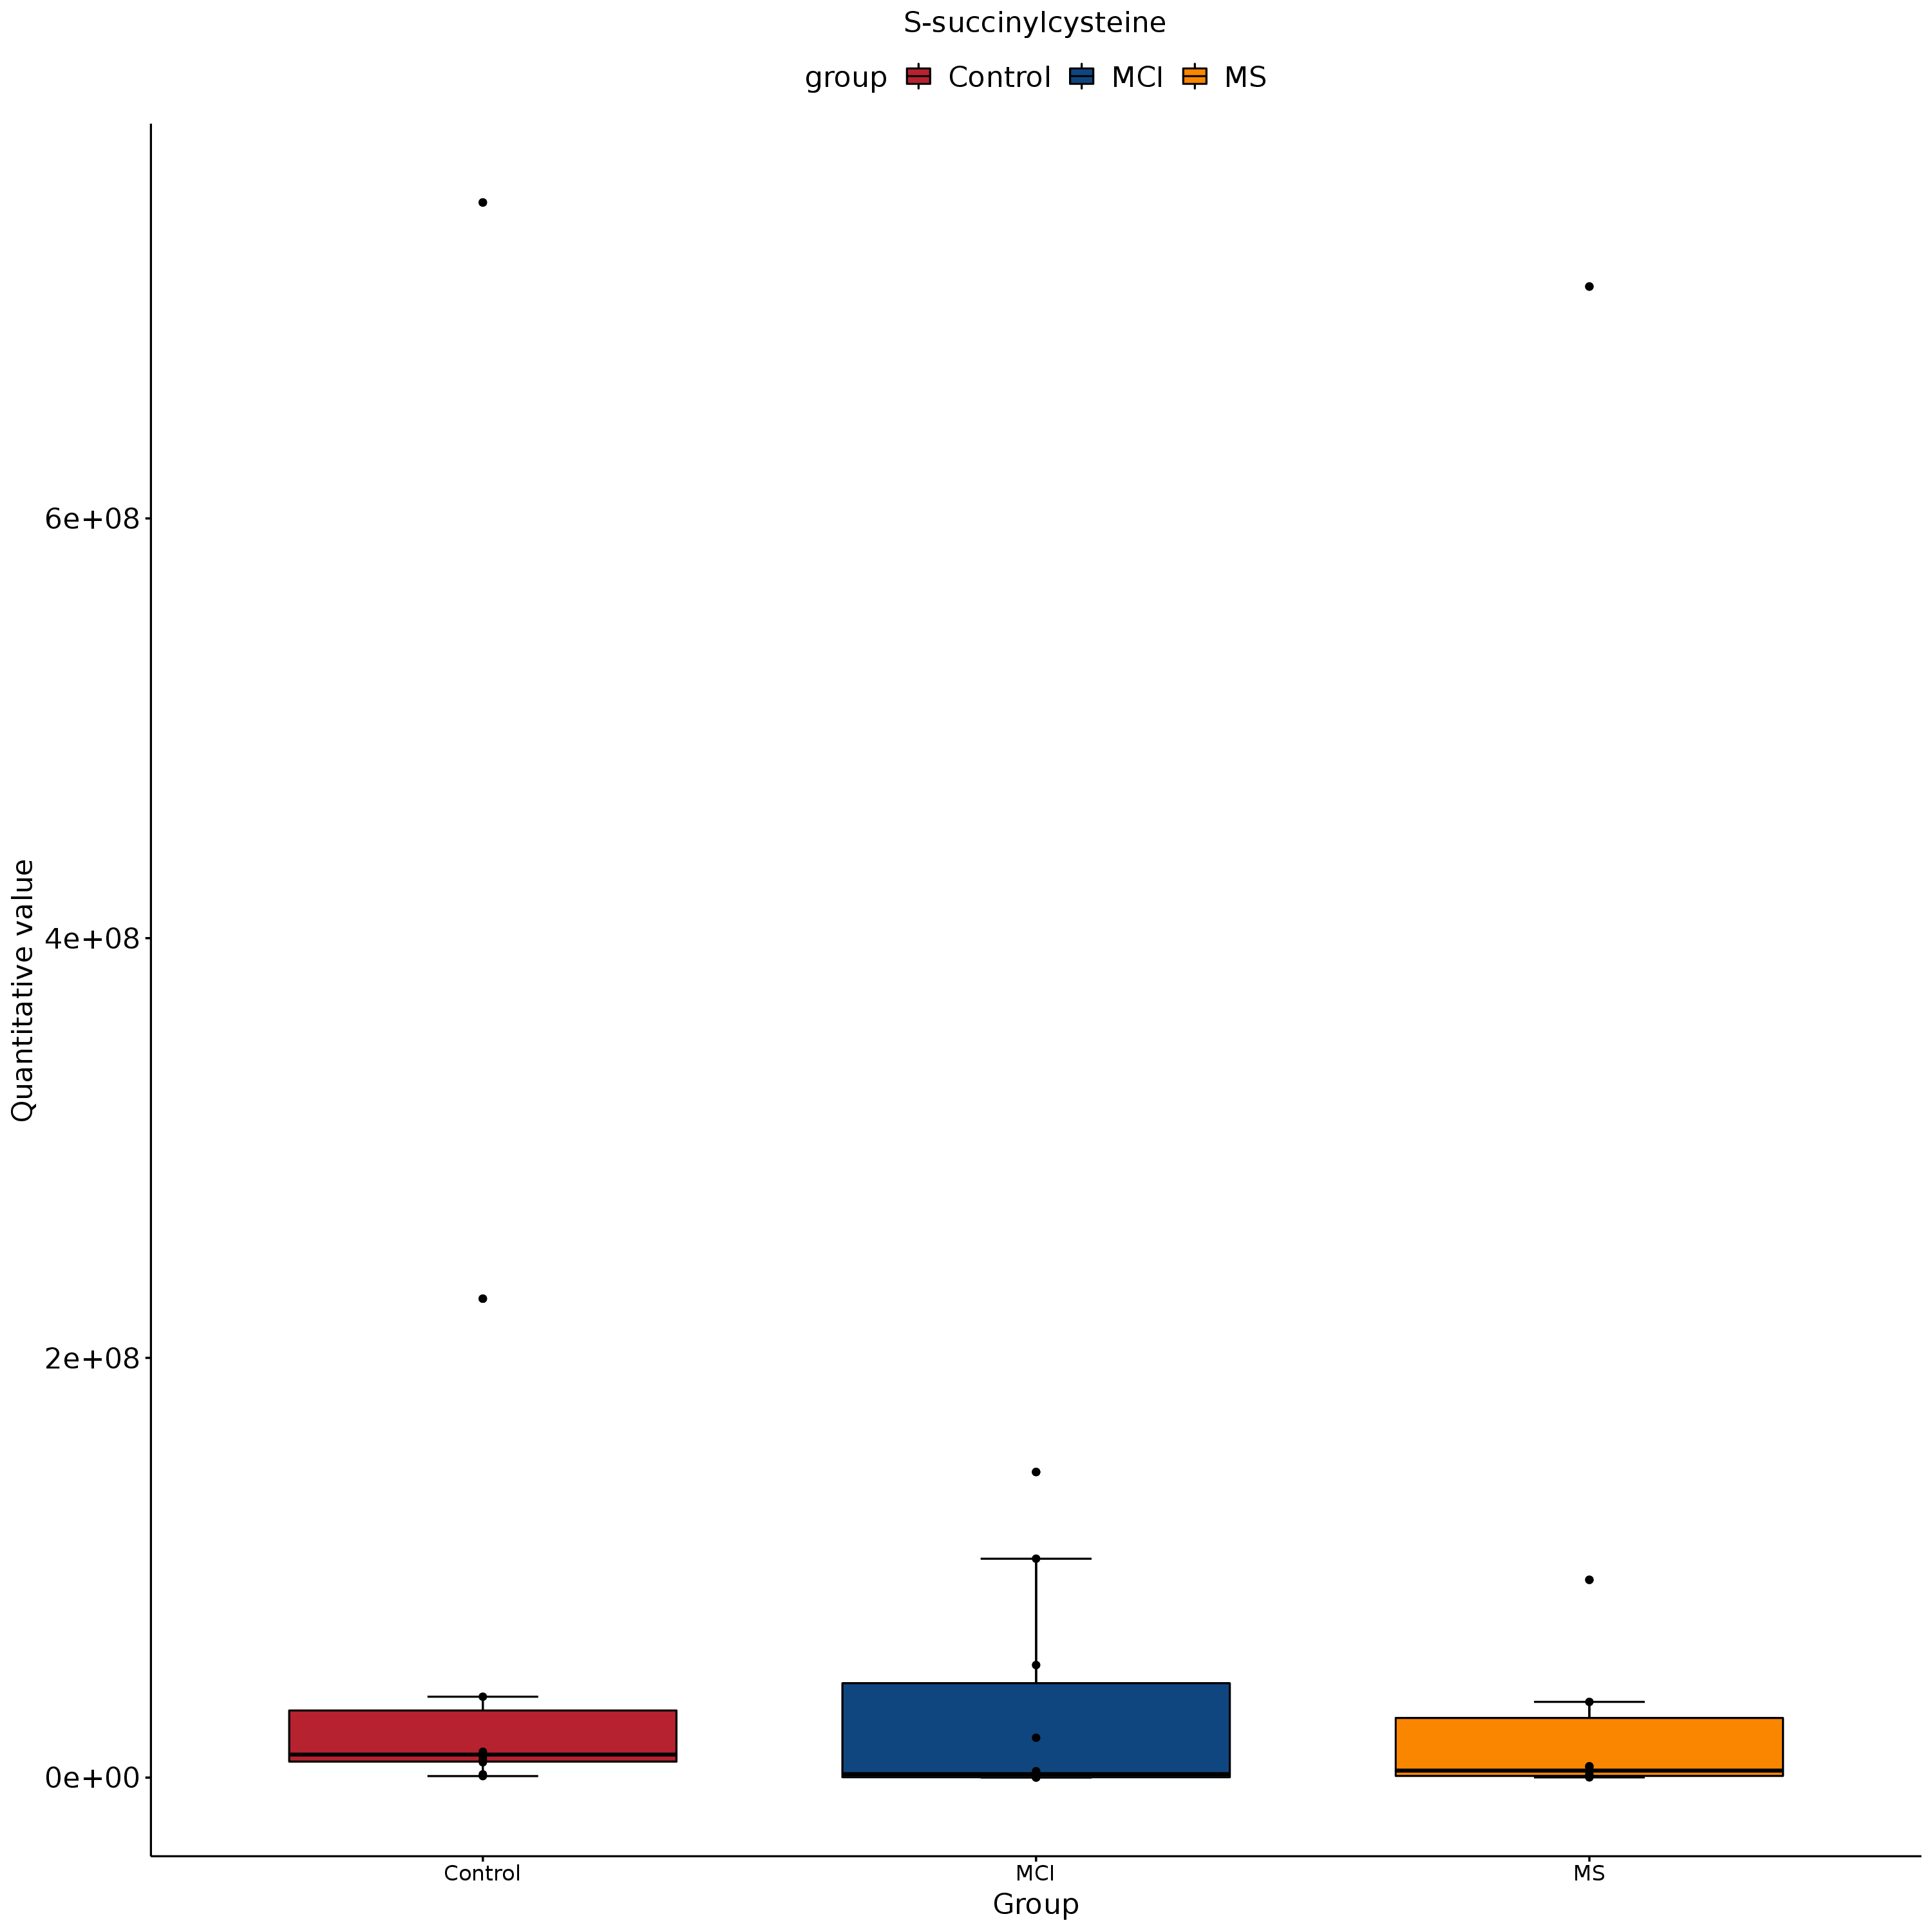 S-succinylcysteine
group Control MCI MS
Quantitative value
6e+08
4e+08
2e+08
0e+00
Control MCI MS
Group